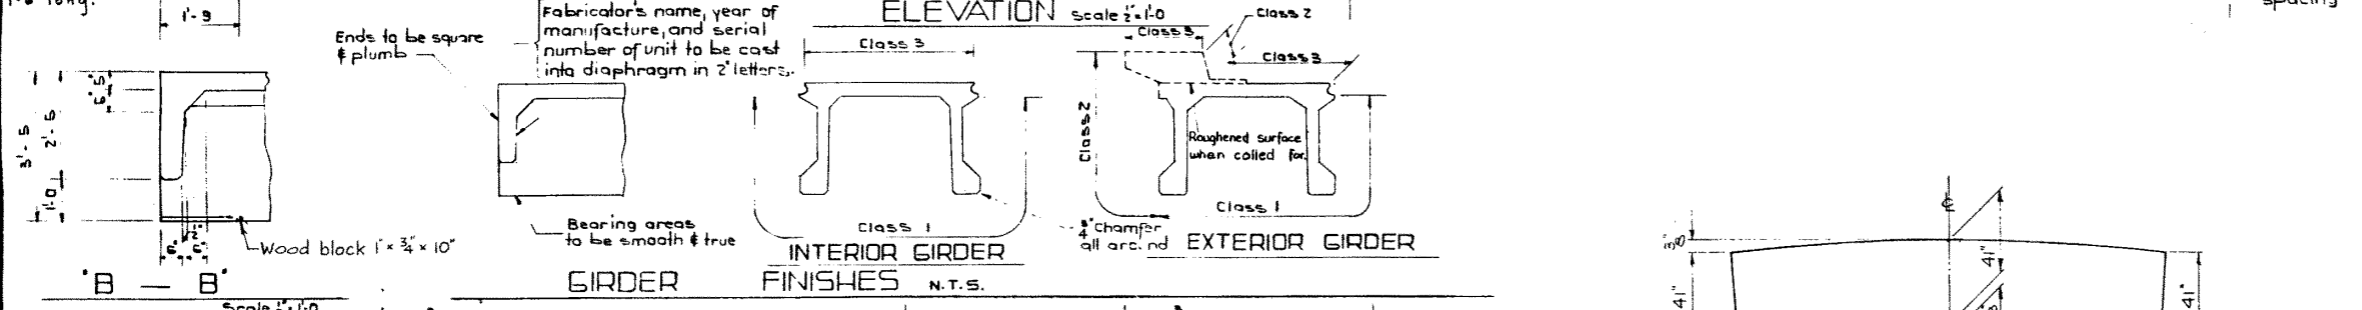 1'-9
Ends to be square
& plumb
Fabricator's name, year of
manufacture, and serial
number of unit to be cast
into diaphragm in 2" letters.
ELEVATION Scale ½"=1'-0
spacing
Class 3
Class 3
Class 2
Class 3
3'-5
2'-5
1'-0
Class 2
Roughened surface
when called for.
Bearing areas
to be smooth & true
Class 1
Class 1
6"
2"
6"
Wood block 1" × ¾" × 10"
¾" Chamfer
all around
INTERIOR GIRDER
EXTERIOR GIRDER
"B — B"
GIRDER FINISHES N.T.S.
℄
41"
41"
41"